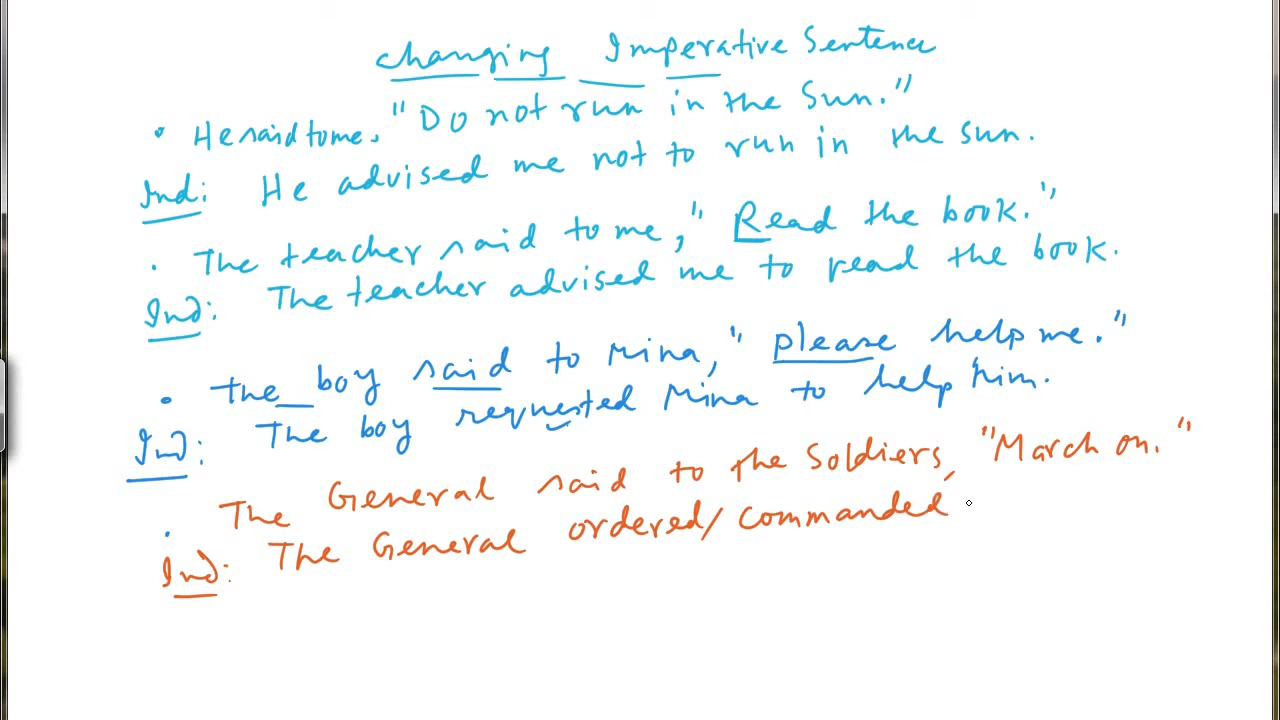 Changing Imperative Sentence
• He said to me, "Do not run in the Sun."
Ind: He advised me not to run in the sun.
• The teacher said to me, "Read the book."
Ind: The teacher advised me to read the book.
• The boy said to Mina, "please help me."
Ind: The boy requested Mina to help him.
• The General said to the Soldiers, "March on."
Ind: The General ordered/commanded